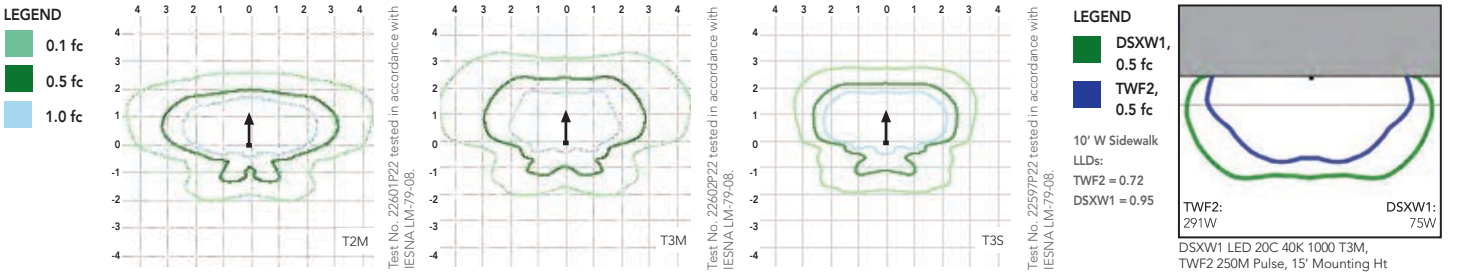 LEGEND
0.1 fc
0.5 fc
1.0 fc
4 3 2 1 0 1 2 3 4
4
3
2
1
0
-1
-2
-3
-4
T2M
Test No. 22601P22 tested in accordance with
IESNA LM-79-08.
4 3 2 1 0 1 2 3 4
4
3
2
1
0
-1
-2
-3
-4
T3M
Test No. 22602P22 tested in accordance with
IESNA LM-79-08.
4 3 2 1 0 1 2 3 4
4
3
2
1
0
-1
-2
-3
-4
T3S
Test No. 22597P22 tested in accordance with
IESNA LM-79-08.
LEGEND
DSXW1,
0.5 fc
TWF2,
0.5 fc
10' W Sidewalk
LLDs:
TWF2 = 0.72
DSXW1 = 0.95
TWF2: DSXW1:
291W 75W
DSXW1 LED 20C 40K 1000 T3M,
TWF2 250M Pulse, 15' Mounting Ht